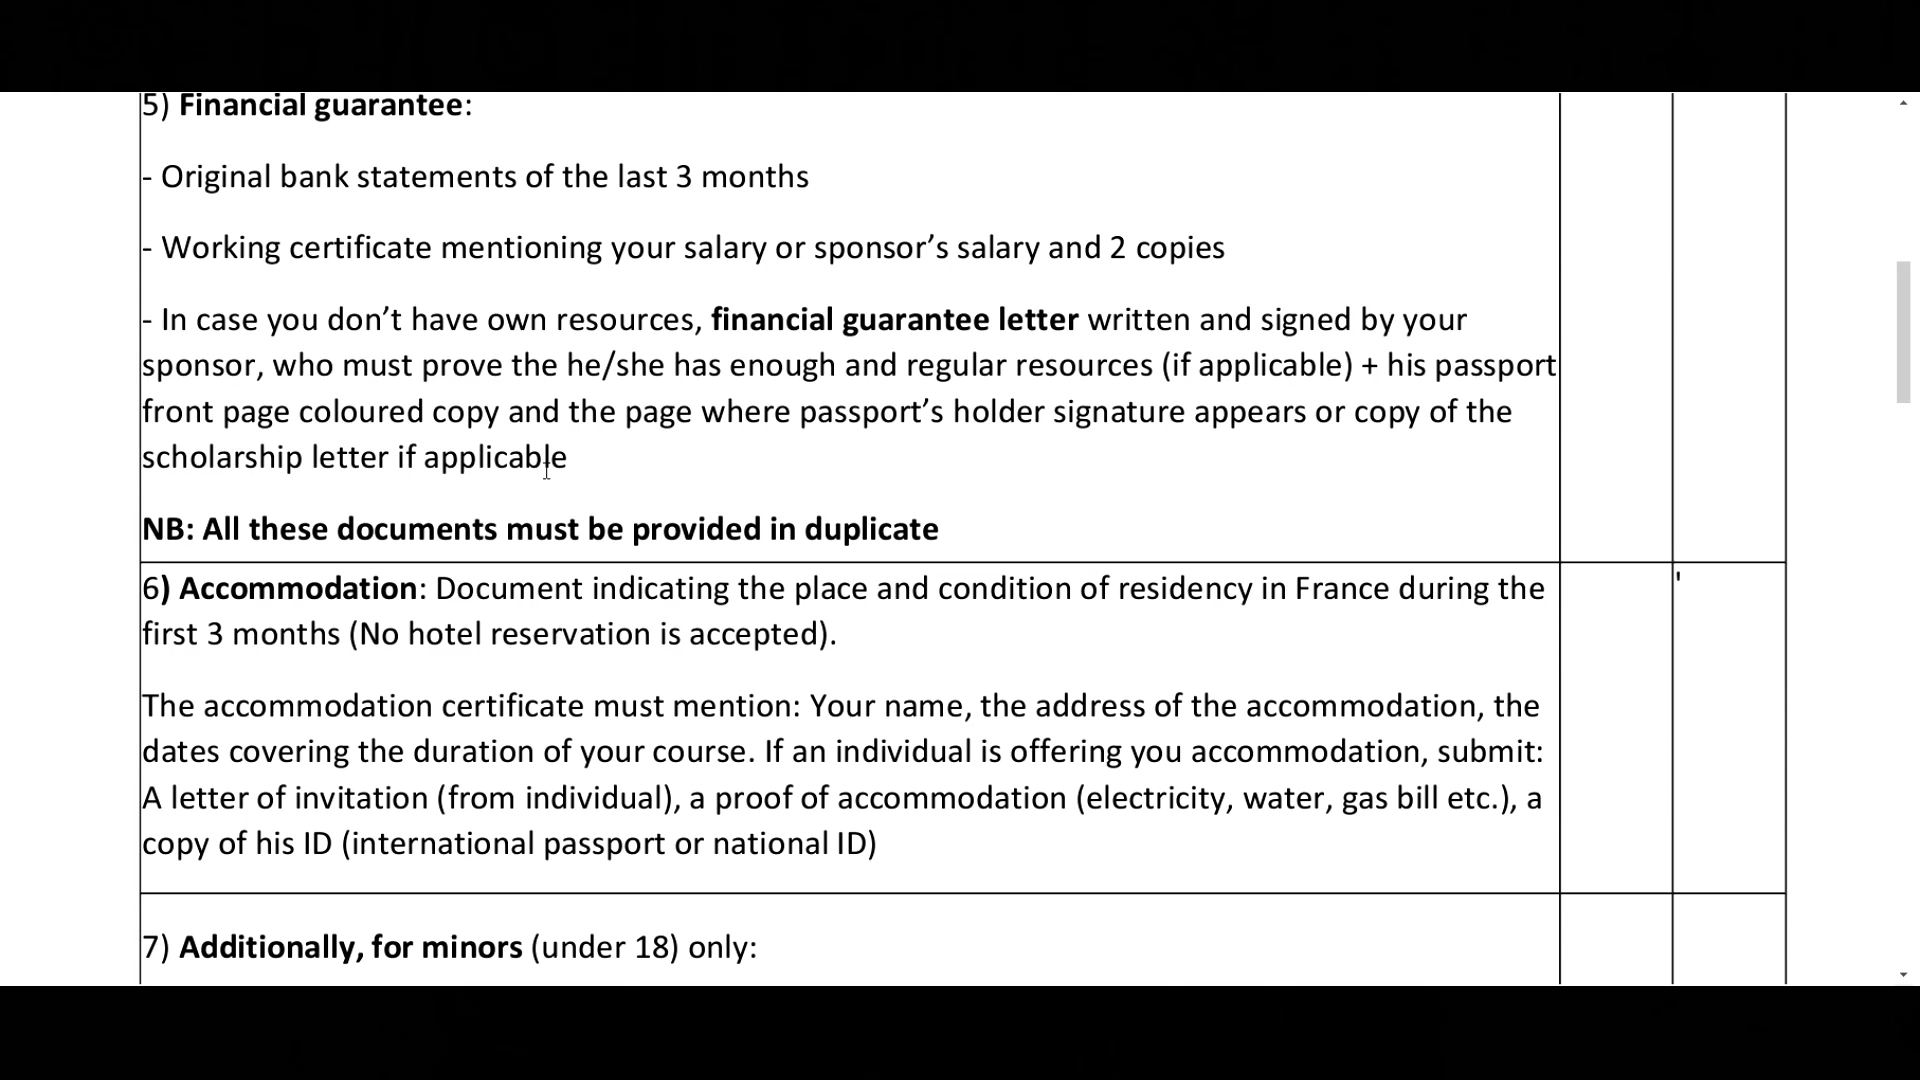 5) Financial guarantee:
- Original bank statements of the last 3 months
- Working certificate mentioning your salary or sponsor’s salary and 2 copies
- In case you don’t have own resources, financial guarantee letter written and signed by your
sponsor, who must prove the he/she has enough and regular resources (if applicable) + his passport
front page coloured copy and the page where passport’s holder signature appears or copy of the
scholarship letter if applicable
NB: All these documents must be provided in duplicate
6) Accommodation: Document indicating the place and condition of residency in France during the
first 3 months (No hotel reservation is accepted).
The accommodation certificate must mention: Your name, the address of the accommodation, the
dates covering the duration of your course. If an individual is offering you accommodation, submit:
A letter of invitation (from individual), a proof of accommodation (electricity, water, gas bill etc.), a
copy of his ID (international passport or national ID)
7) Additionally, for minors (under 18) only: